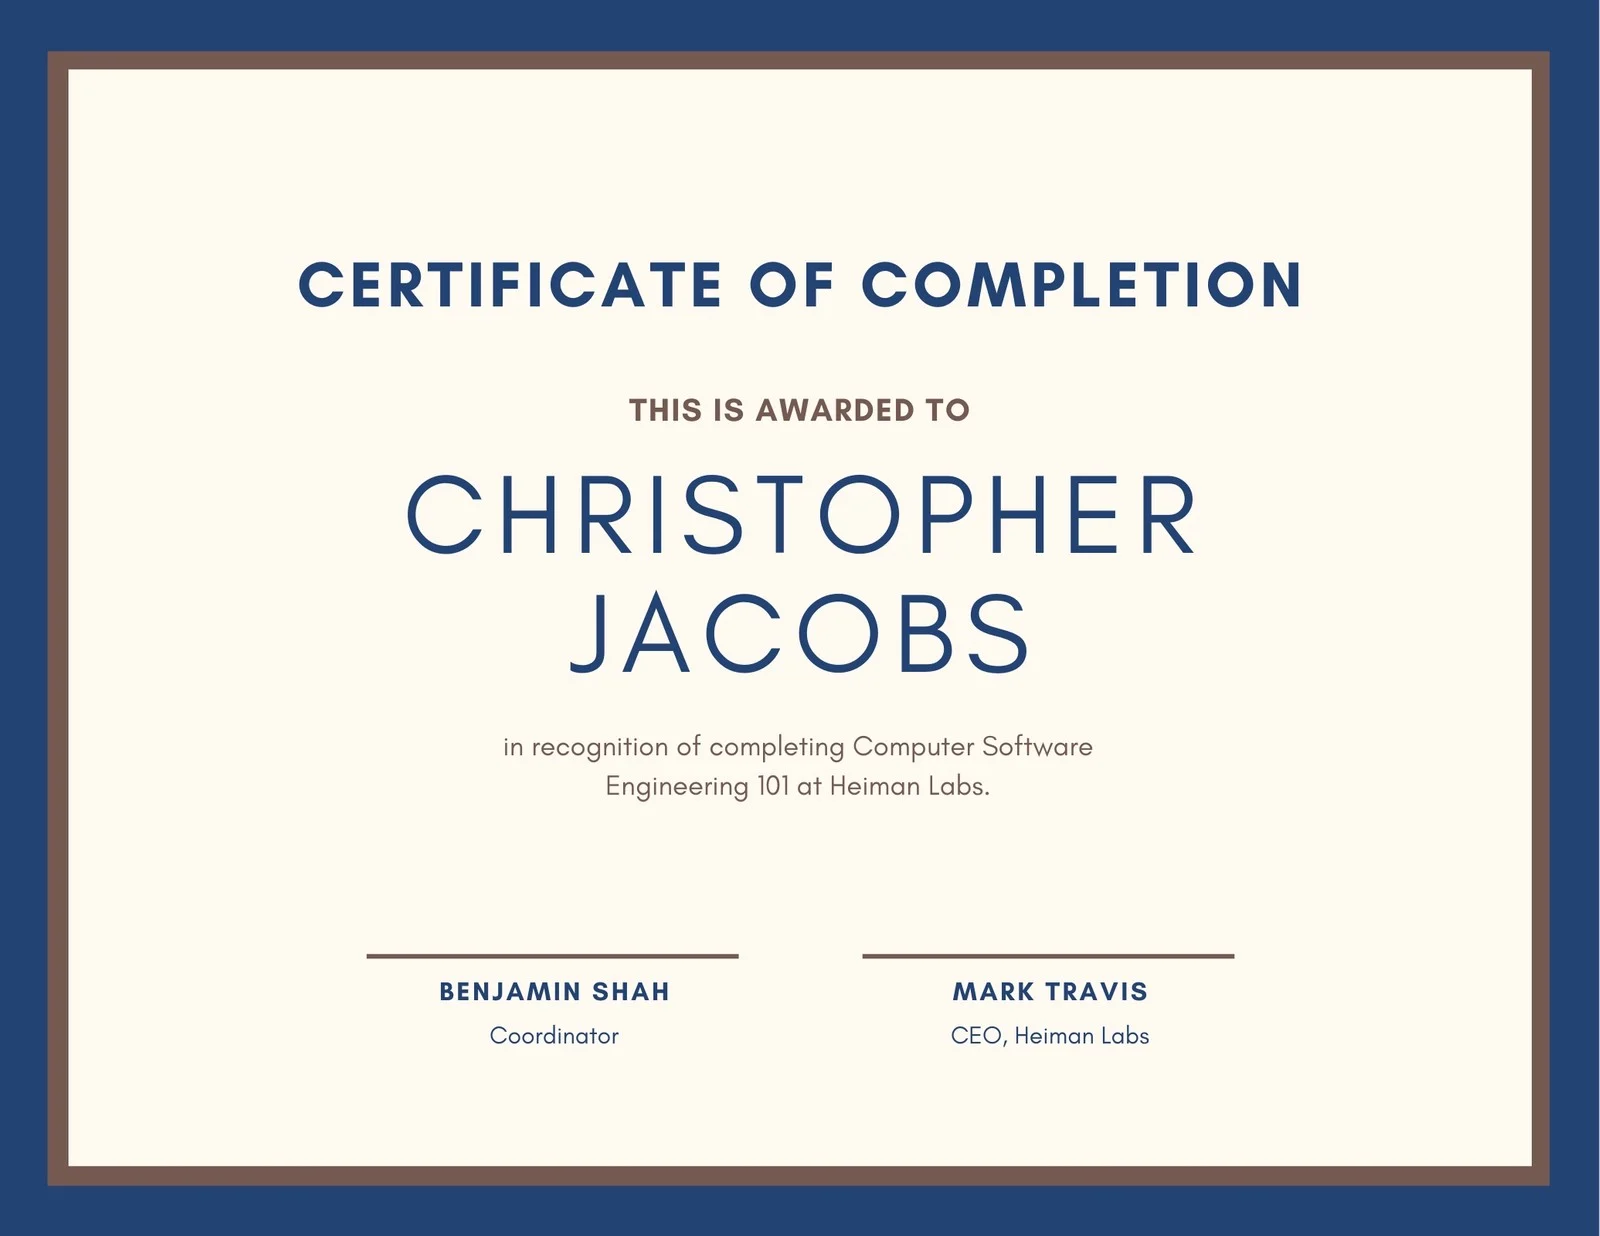 CERTIFICATE OF COMPLETION
THIS IS AWARDED TO
CHRISTOPHER
JACOBS
in recognition of completing Computer Software
Engineering 101 at Heiman Labs.
BENJAMIN SHAH
Coordinator
MARK TRAVIS
CEO, Heiman Labs